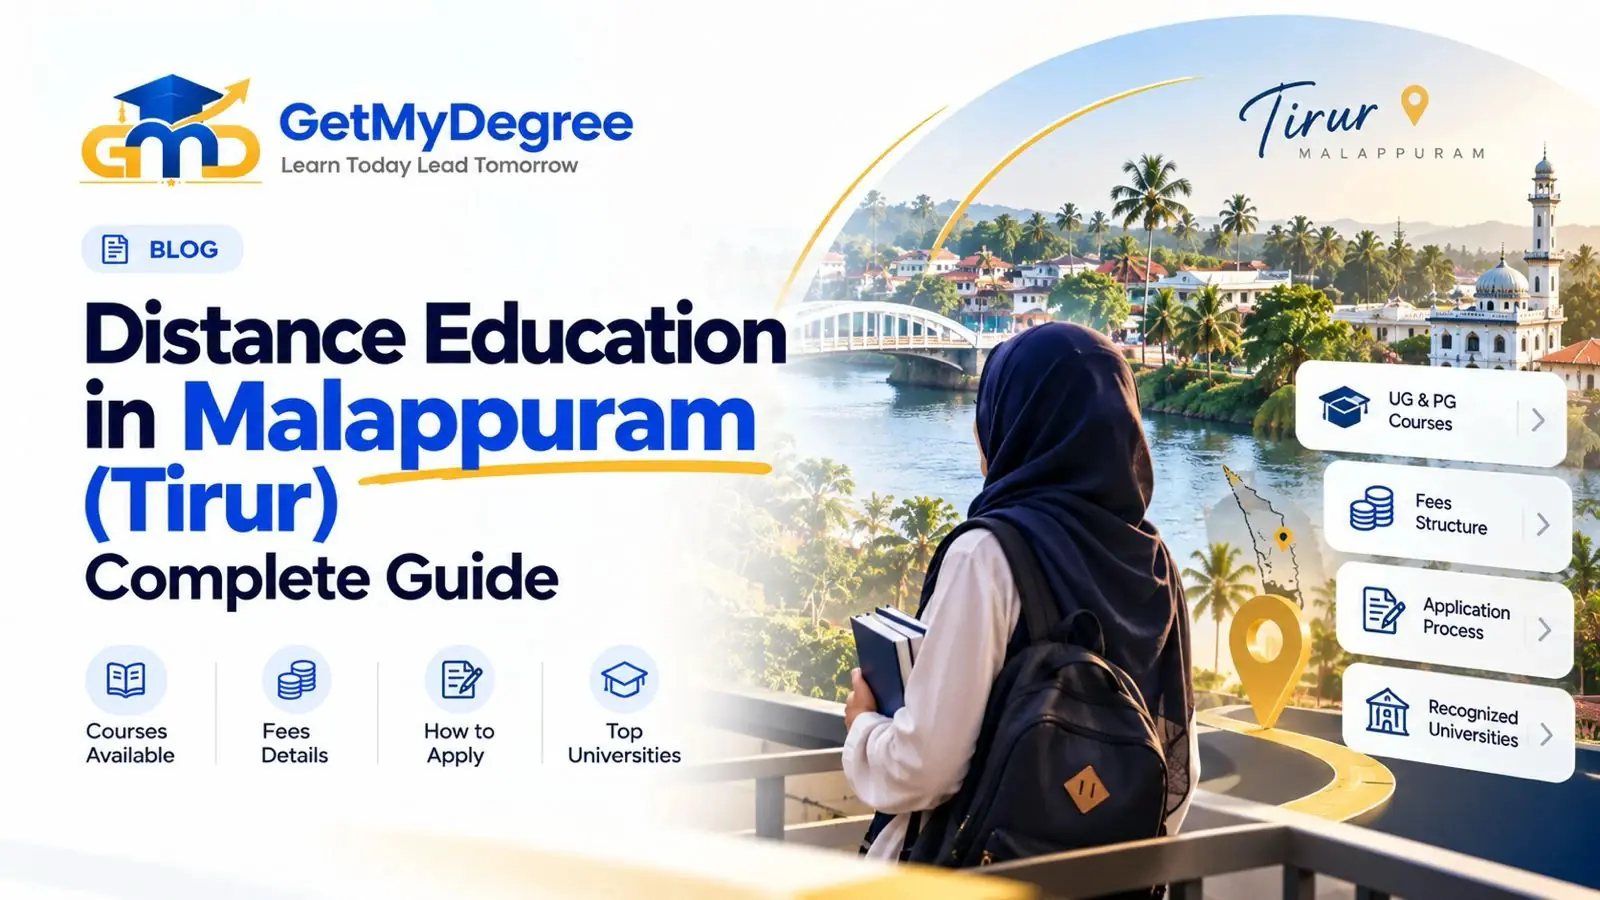 GMD
GetMyDegree
Learn Today Lead Tomorrow
BLOG
Distance Education
in Malappuram
(Tirur)
Complete Guide
Courses
Available
Fees
Details
How to
Apply
Top
Universities
Tirur
MALAPPURAM
UG & PG
Courses
Fees
Structure
Application
Process
Recognized
Universities